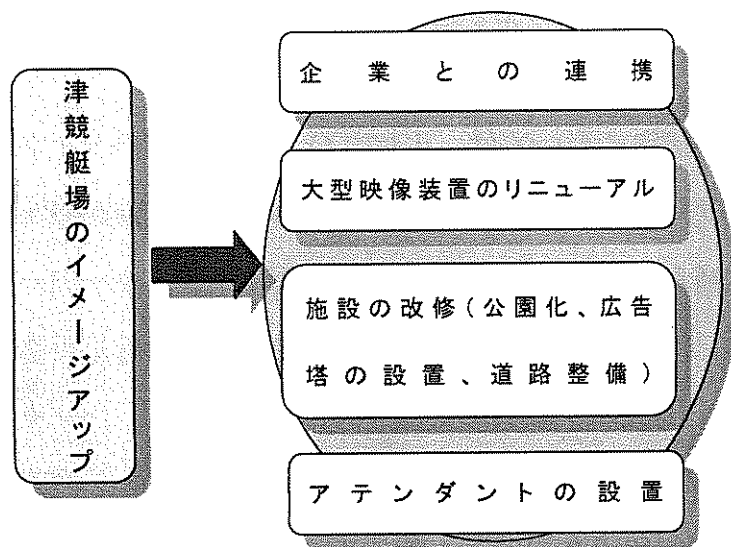 津競艇場のイメージアップ
企業との連携
大型映像装置のリニューアル
施設の改修(公園化、広告
塔の設置、道路整備)
アテンダントの設置